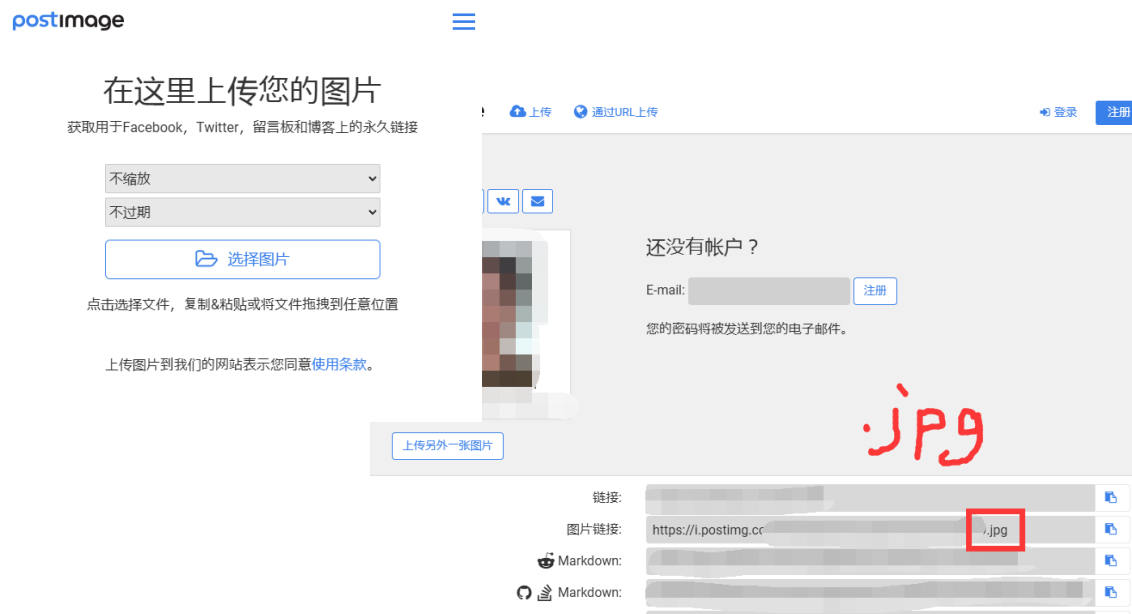 postimage
在这里上传您的图片
获取用于Facebook，Twitter，留言板和博客上的永久链接
不缩放
不过期
选择图片
点击选择文件，复制&粘贴或将文件拖拽到任意位置
上传图片到我们的网站表示您同意使用条款。
上传 通过URL上传 登录 注册
还没有帐户？
E-mail: 注册
您的密码将被发送到您的电子邮件。
.jpg
上传另外一张图片
链接:
图片链接: https://i.postimg.cc .jpg
Markdown:
Markdown: